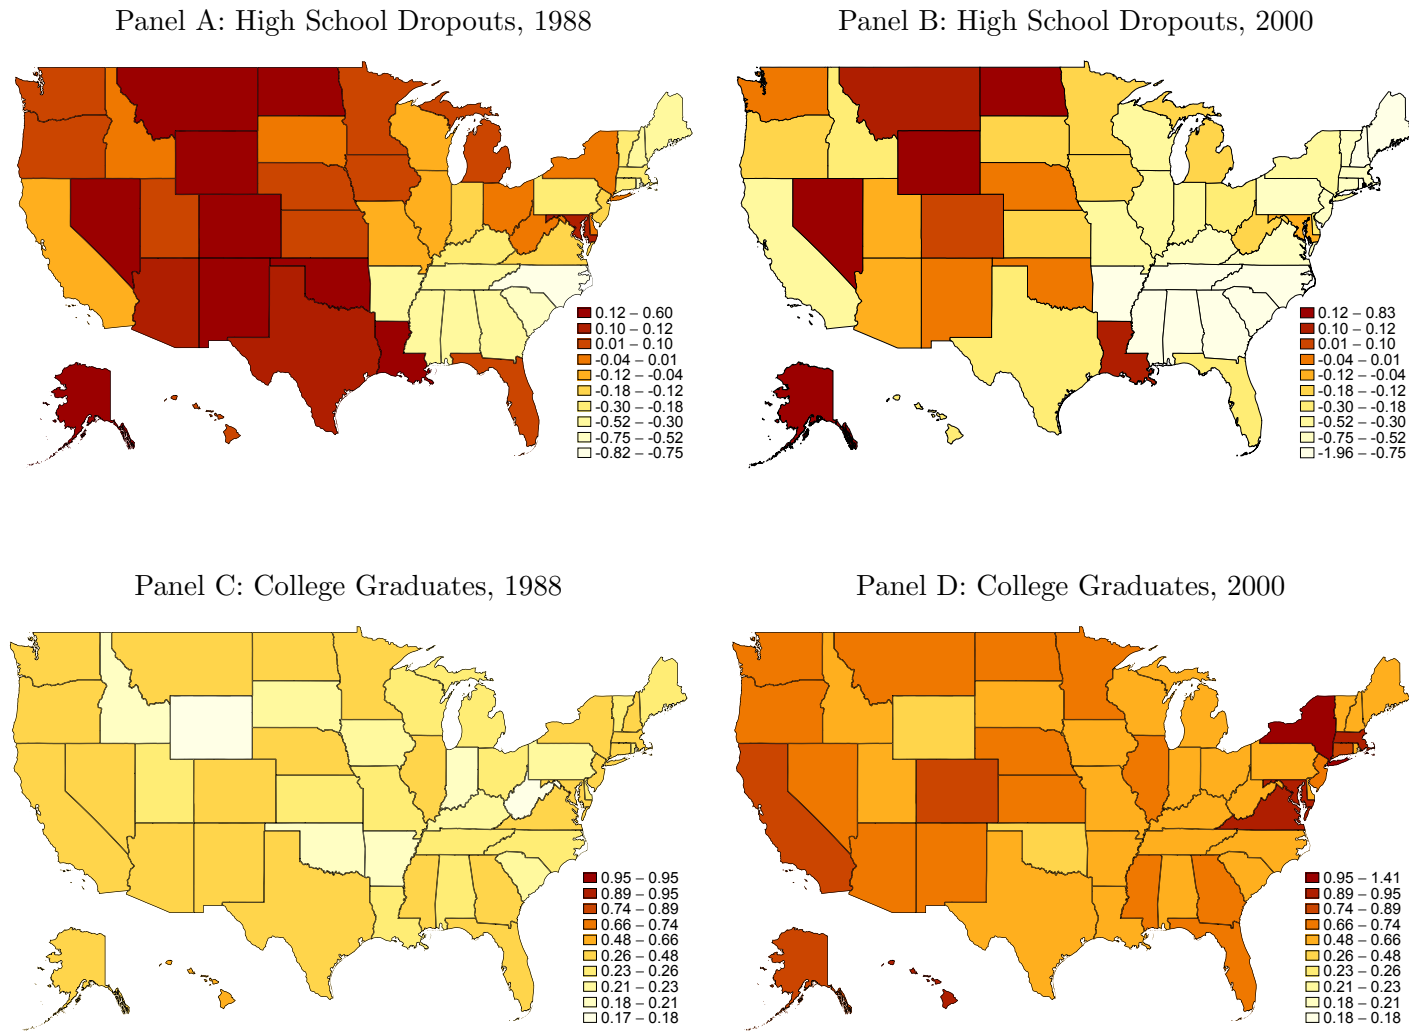 Panel A: High School Dropouts, 1988
Panel B: High School Dropouts, 2000
0.12 – 0.60
0.10 – 0.12
0.01 – 0.10
-0.04 – 0.01
-0.12 – -0.04
-0.18 – -0.12
-0.30 – -0.18
-0.52 – -0.30
-0.75 – -0.52
-0.82 – -0.75
0.12 – 0.83
0.10 – 0.12
0.01 – 0.10
-0.04 – 0.01
-0.12 – -0.04
-0.18 – -0.12
-0.30 – -0.18
-0.52 – -0.30
-0.75 – -0.52
-1.96 – -0.75
Panel C: College Graduates, 1988
Panel D: College Graduates, 2000
0.95 – 0.95
0.89 – 0.95
0.74 – 0.89
0.66 – 0.74
0.48 – 0.66
0.26 – 0.48
0.23 – 0.26
0.21 – 0.23
0.18 – 0.21
0.17 – 0.18
0.95 – 1.41
0.89 – 0.95
0.74 – 0.89
0.66 – 0.74
0.48 – 0.66
0.26 – 0.48
0.23 – 0.26
0.21 – 0.23
0.18 – 0.21
0.18 – 0.18